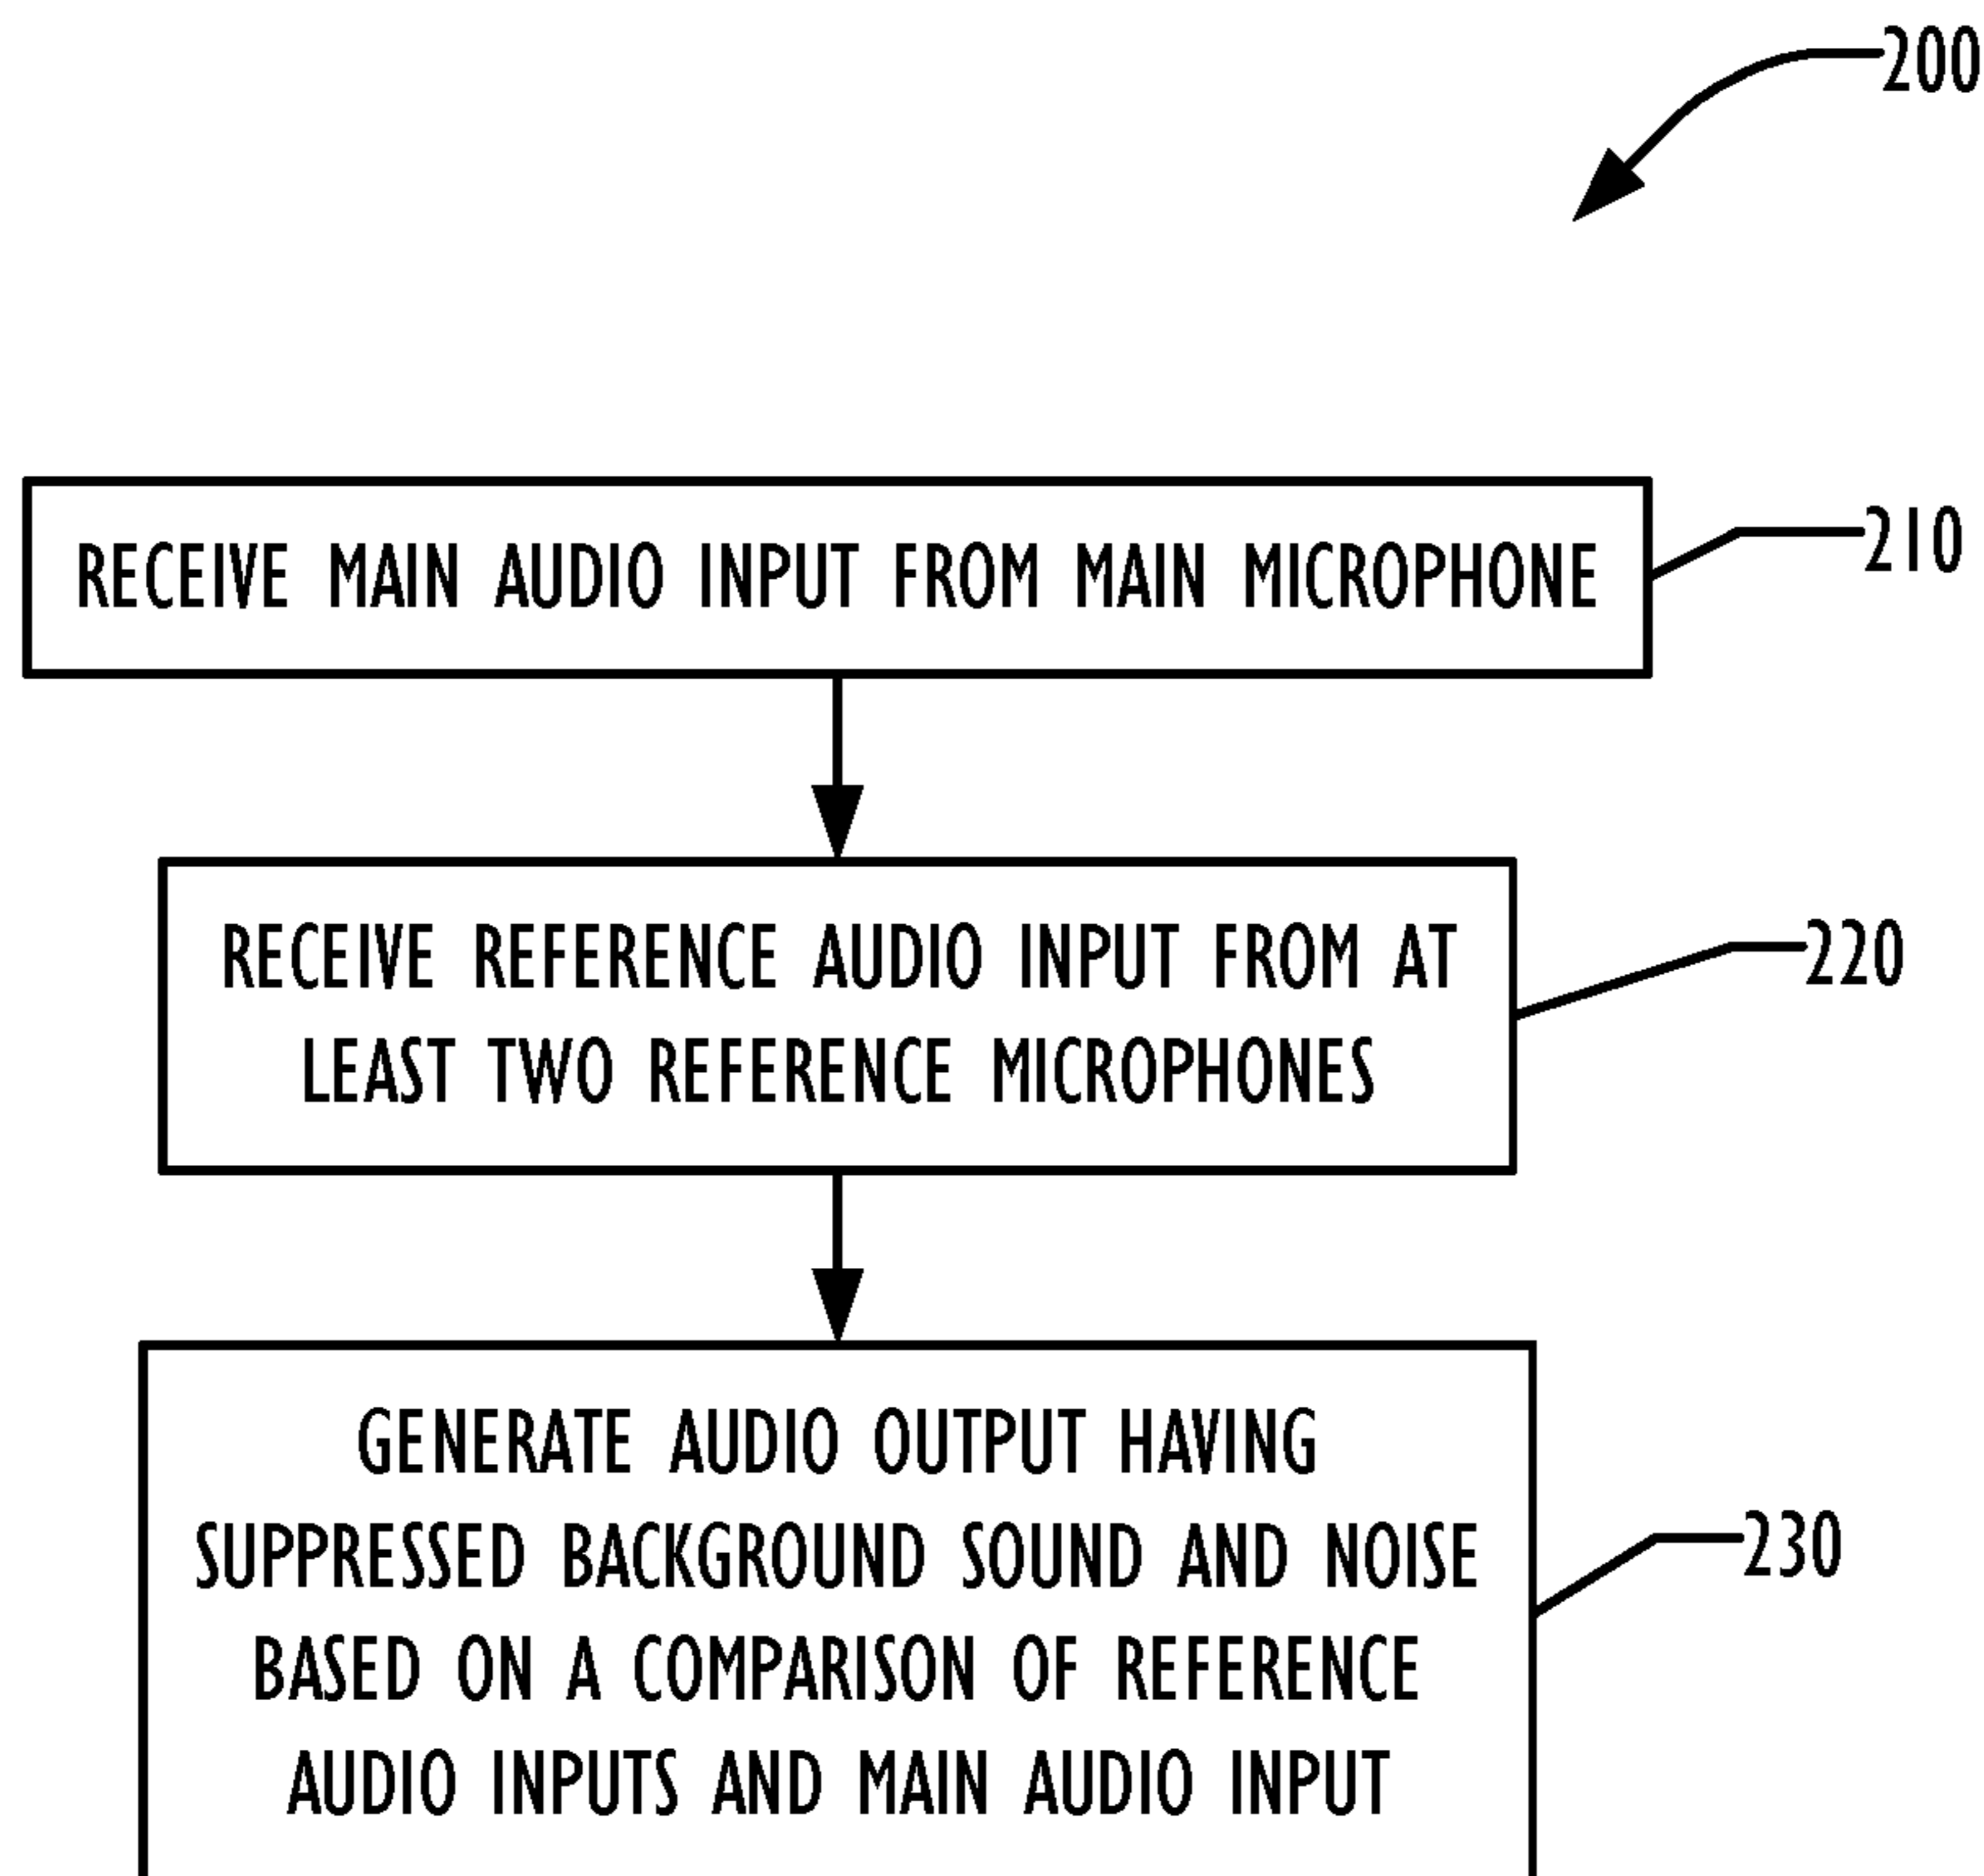 200
RECEIVE MAIN AUDIO INPUT FROM MAIN MICROPHONE
210
RECEIVE REFERENCE AUDIO INPUT FROM AT
LEAST TWO REFERENCE MICROPHONES
220
GENERATE AUDIO OUTPUT HAVING
SUPPRESSED BACKGROUND SOUND AND NOISE
BASED ON A COMPARISON OF REFERENCE
AUDIO INPUTS AND MAIN AUDIO INPUT
230